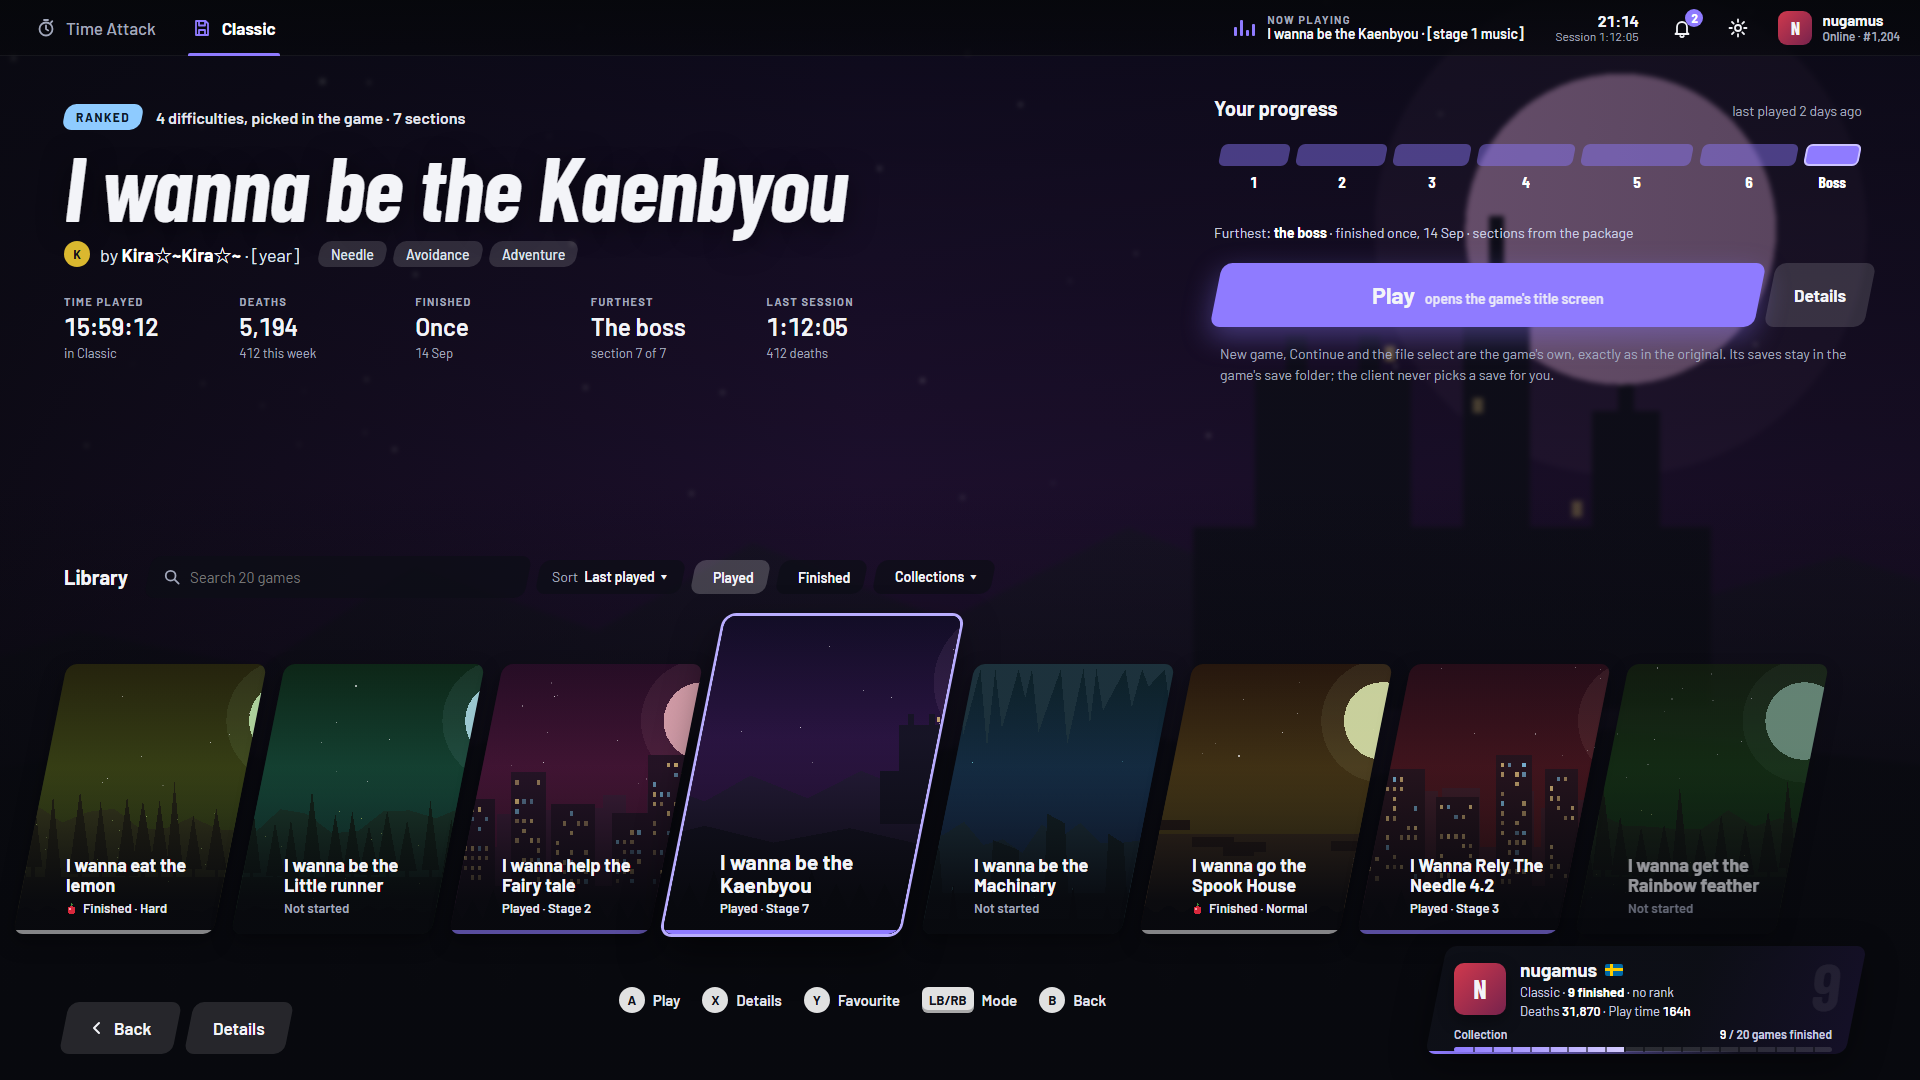 Time Attack
Classic
NOW PLAYING
I wanna be the Kaenbyou · [stage 1 music]
21:14
Session 1:12:05
2
N
nugamus
Online · #1,204
RANKED
4 difficulties, picked in the game · 7 sections
I wanna be the Kaenbyou
K
by Kira☆~Kira☆~ · [year]
Needle
Avoidance
Adventure
TIME PLAYED
15:59:12
in Classic
DEATHS
5,194
412 this week
FINISHED
Once
14 Sep
FURTHEST
The boss
section 7 of 7
LAST SESSION
1:12:05
412 deaths
Your progress
last played 2 days ago
1
2
3
4
5
6
Boss
Furthest: the boss · finished once, 14 Sep · sections from the package
Play opens the game's title screen
Details
New game, Continue and the file select are the game's own, exactly as in the original. Its saves stay in the
game's save folder; the client never picks a save for you.
Library
Search 20 games
Sort Last played ▾
Played
Finished
Collections ▾
I wanna eat the
lemon
Finished · Hard
I wanna be the
Little runner
Not started
I wanna help the
Fairy tale
Played · Stage 2
I wanna be the
Kaenbyou
Played · Stage 7
I wanna be the
Machinary
Not started
I wanna go the
Spook House
Finished · Normal
I Wanna Rely The
Needle 4.2
Played · Stage 3
I wanna get the
Rainbow feather
Not started
Back
Details
A Play
X Details
Y Favourite
LB/RB Mode
B Back
N
nugamus
Classic · 9 finished · no rank
Deaths 31,870 · Play time 164h
9
Collection
9 / 20 games finished